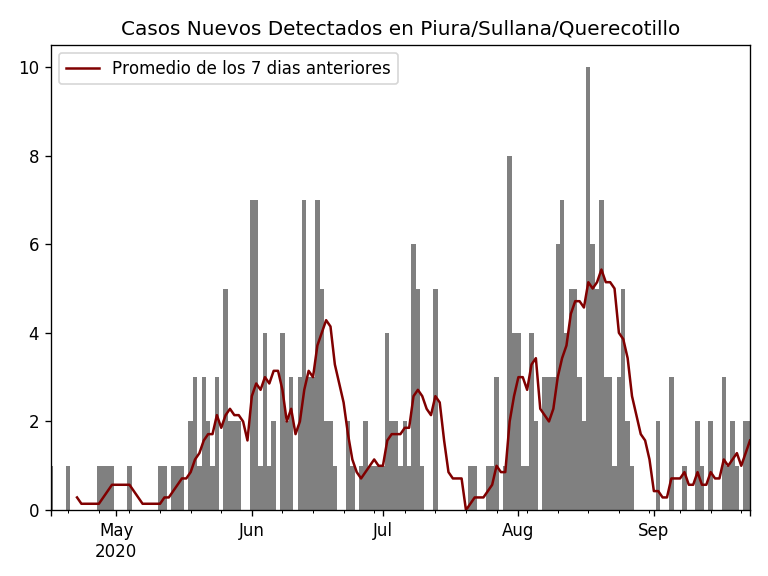 Casos Nuevos Detectados en Piura/Sullana/Querecotillo
Promedio de los 7 dias anteriores
10
8
6
4
2
0
May Jun Jul Aug Sep
2020